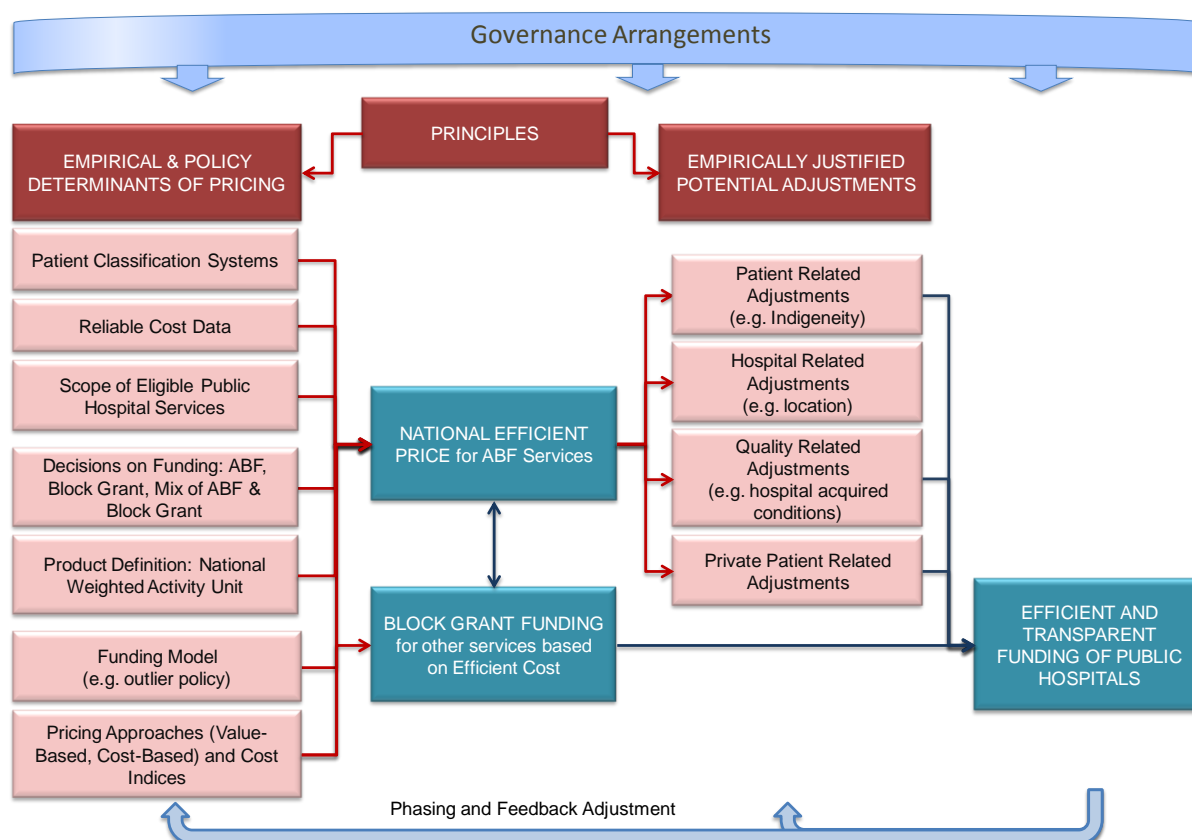 Governance Arrangements
PRINCIPLES
EMPIRICAL & POLICY
DETERMINANTS OF PRICING
EMPIRICALLY JUSTIFIED
POTENTIAL ADJUSTMENTS
Patient Classification Systems
Reliable Cost Data
Scope of Eligible Public
Hospital Services
Decisions on Funding: ABF,
Block Grant, Mix of ABF &
Block Grant
Product Definition: National
Weighted Activity Unit
Funding Model
(e.g. outlier policy)
Pricing Approaches (Value-
Based, Cost-Based) and Cost
Indices
NATIONAL EFFICIENT
PRICE for ABF Services
BLOCK GRANT FUNDING
for other services based
on Efficient Cost
Patient Related
Adjustments
(e.g. Indigeneity)
Hospital Related
Adjustments
(e.g. location)
Quality Related
Adjustments
(e.g. hospital acquired
conditions)
Private Patient Related
Adjustments
EFFICIENT AND
TRANSPARENT
FUNDING OF PUBLIC
HOSPITALS
Phasing and Feedback Adjustment